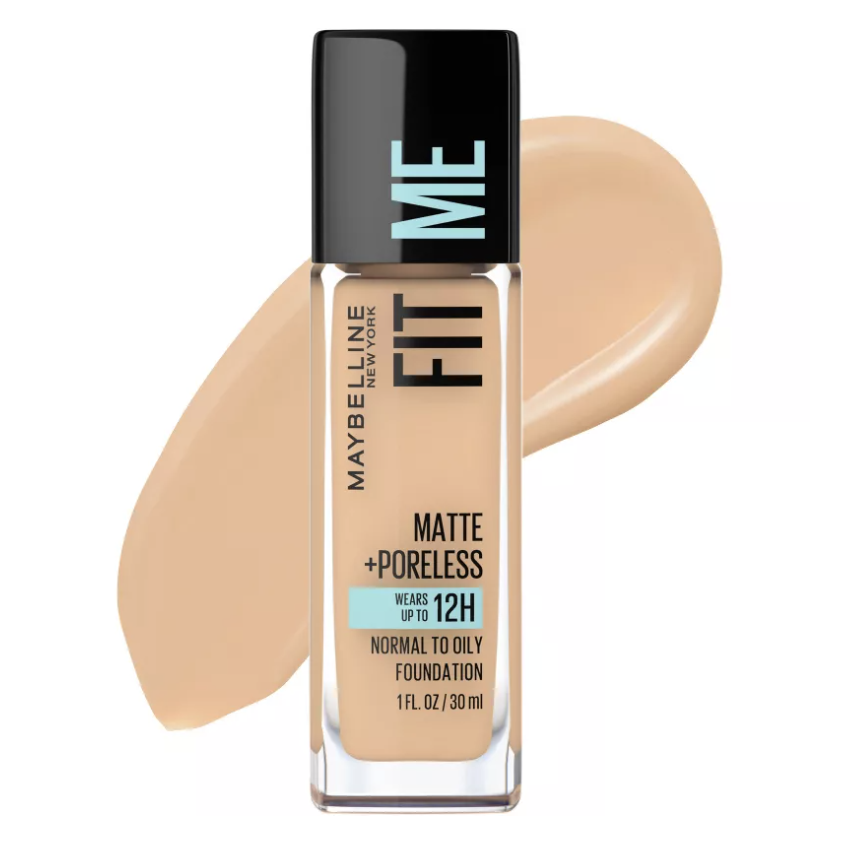 FIT ME
MAYBELLINE
NEW YORK
MATTE
+PORELESS
WEARS
UP TO 12H
NORMAL TO OILY
FOUNDATION
1 FL. OZ / 30 ml